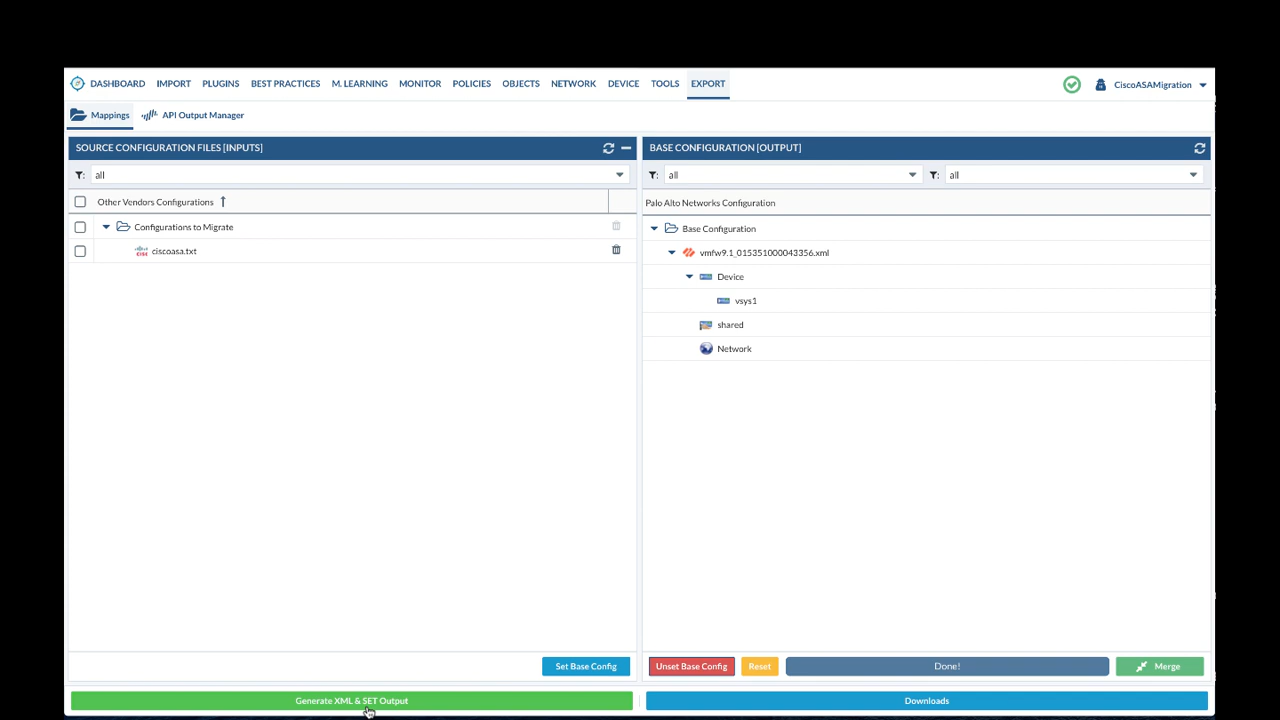 DASHBOARD IMPORT PLUGINS BEST PRACTICES M. LEARNING MONITOR POLICIES OBJECTS NETWORK DEVICE TOOLS EXPORT CiscoASAMigration
Mappings API Output Manager
SOURCE CONFIGURATION FILES [INPUTS]
all
Other Vendors Configurations
Configurations to Migrate
ciscoasa.txt
Set Base Config
BASE CONFIGURATION [OUTPUT]
all all
Palo Alto Networks Configuration
Base Configuration
vmfw9.1_015351000043356.xml
Device
vsys1
shared
Network
Unset Base Config Reset Done! Merge
Generate XML & SET Output Downloads